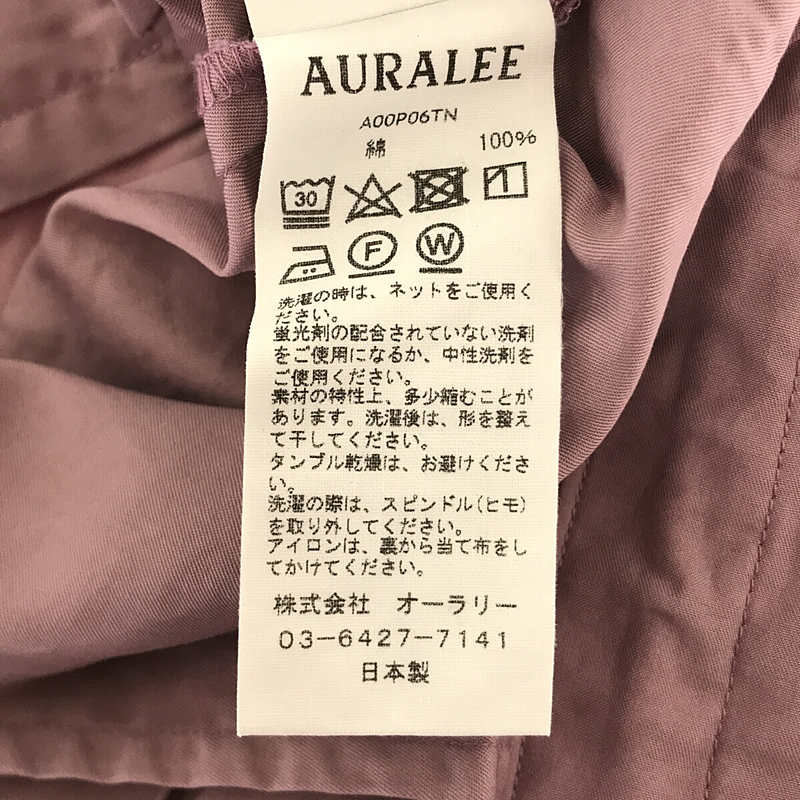 AURALEE
A00P06TN
綿 100%
30
F W
洗濯の時は、ネットをご使用く
ださい。
蛍光剤の配合されていない洗剤
をご使用になるか、中性洗剤を
ご使用ください。
素材の特性上、多少縮むことが
あります。洗濯後は、形を整え
て干してください。
タンブル乾燥は、お避けくださ
い。
洗濯の際は、スピンドル(ヒモ)
を取り外してください。
アイロンは、裏から当て布をし
てかけてください。
株式会社 オーラリー
03-6427-7141
日本製